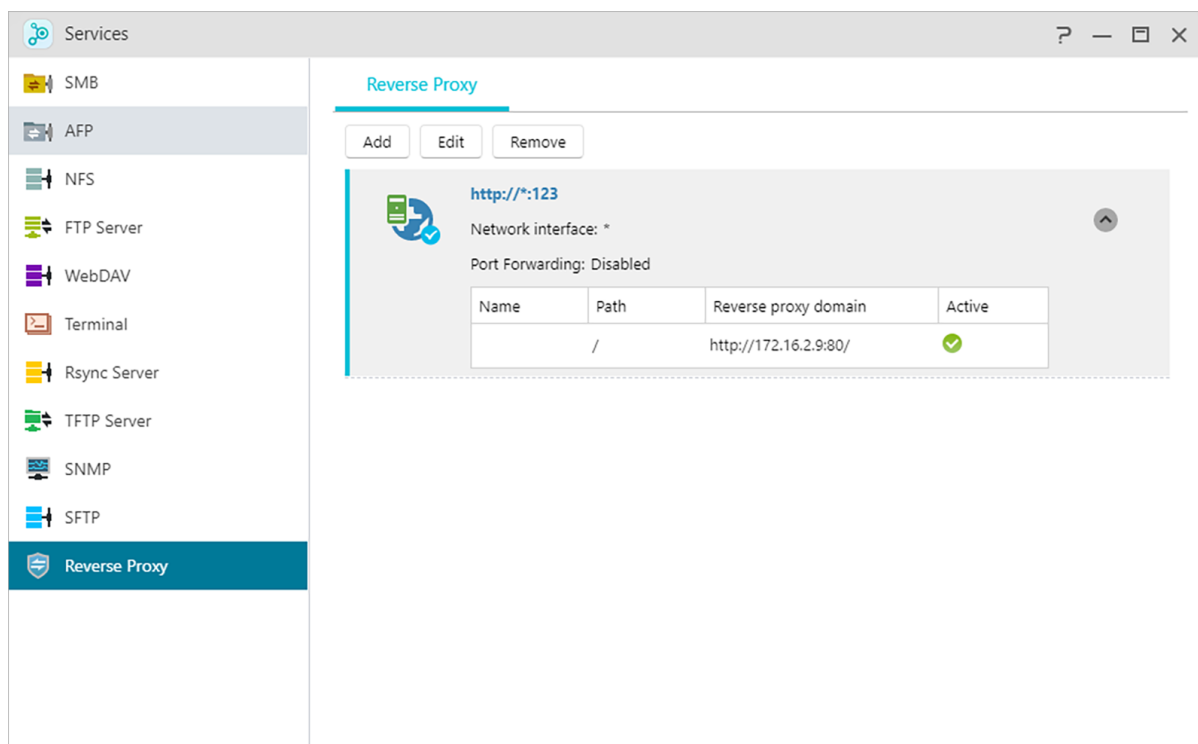 Services
SMB
AFP
NFS
FTP Server
WebDAV
Terminal
Rsync Server
TFTP Server
SNMP
SFTP
Reverse Proxy
Reverse Proxy
Add Edit Remove
http://*:123
Network interface: *
Port Forwarding: Disabled
Name Path Reverse proxy domain Active
/ http://172.16.2.9:80/